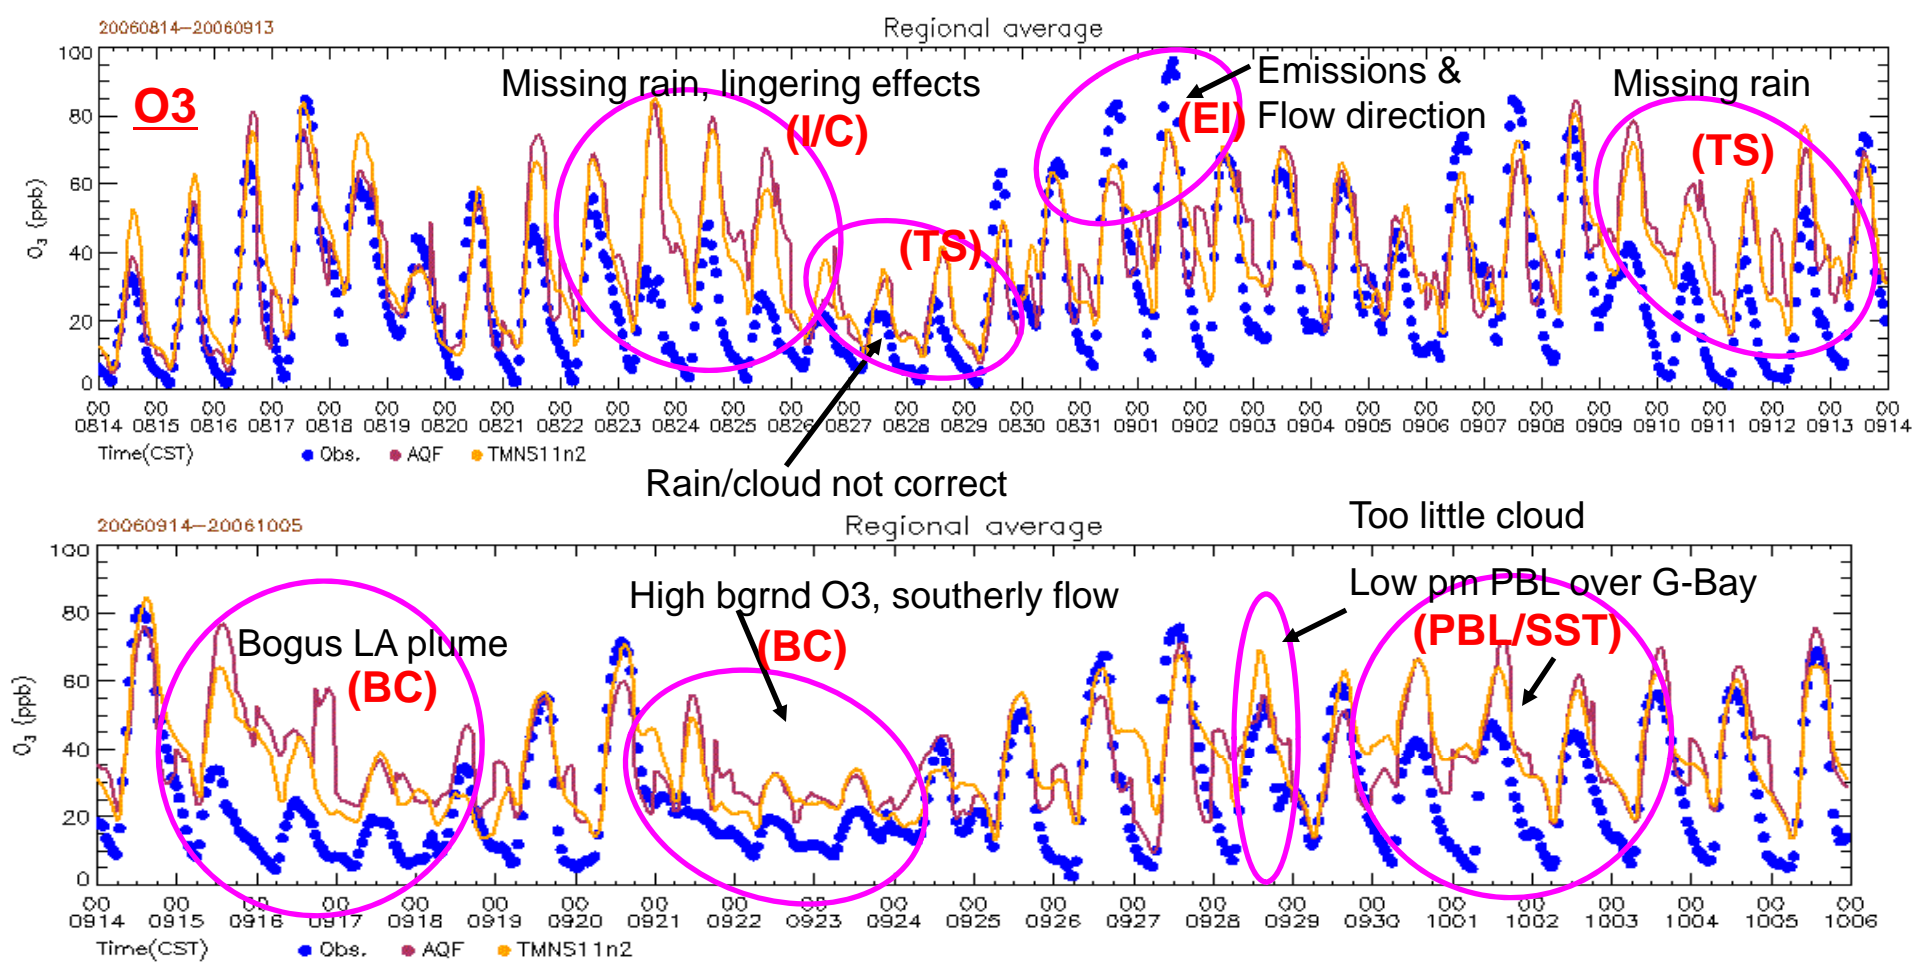 20060814–20060913
Regional average
100
80
60
40
20
0
O3 {ppb}
O3
Missing rain, lingering effects
(I/C)
(TS)
(EI)
Emissions &
Flow direction
Missing rain
(TS)
00 00 00 00 00 00 00 00 00 00 00 00 00 00 00 00 00 00 00 00 00 00 00 00 00 00 00 00 00 00 00 00
0814 0815 0816 0817 0818 0819 0820 0821 0822 0823 0824 0825 0826 0827 0828 0829 0830 0831 0901 0902 0903 0904 0905 0906 0907 0908 0909 0910 0911 0912 0913 0914
Time(CST)
Obs. AQF TMNS11n2
Rain/cloud not correct
Too little cloud
20060914–20061005
Regional average
100
80
60
40
20
0
O3 {ppb}
Bogus LA plume
(BC)
High bgrnd O3, southerly flow
(BC)
Low pm PBL over G-Bay
(PBL/SST)
00 00 00 00 00 00 00 00 00 00 00 00 00 00 00 00 00 00 00 00 00 00 00
0914 0915 0916 0917 0918 0919 0920 0921 0922 0923 0924 0925 0926 0927 0928 0929 0930 1001 1002 1003 1004 1005 1006
Time(CST)
Obs. AQF TMNS11n2